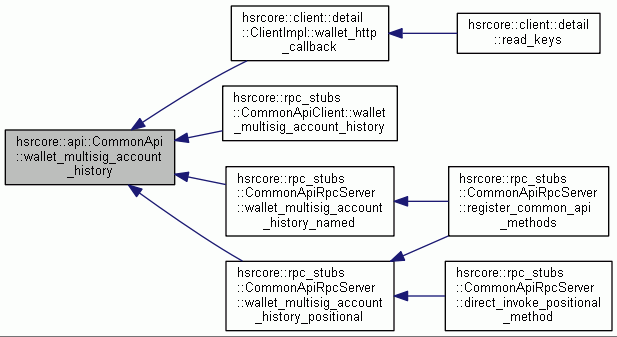 hsrcore::client::detail
::ClientImpl::wallet_http
_callback
hsrcore::client::detail
::read_keys
hsrcore::rpc_stubs
::CommonApiClient::wallet
_multisig_account_history
hsrcore::api::CommonApi
::wallet_multisig_account
_history
hsrcore::rpc_stubs
::CommonApiRpcServer
::wallet_multisig_account
_history_named
hsrcore::rpc_stubs
::CommonApiRpcServer
::register_common_api
_methods
hsrcore::rpc_stubs
::CommonApiRpcServer
::wallet_multisig_account
_history_positional
hsrcore::rpc_stubs
::CommonApiRpcServer
::direct_invoke_positional
_method